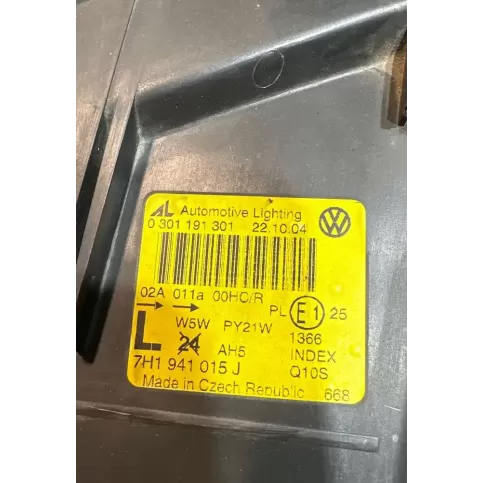 AL Automotive Lighting
0 301 191 301 22.10.04
02A 011a 00HC/R PL E1 25
W5W PY21W 1366
L 24 AH5 INDEX
7H1 941 015 J Q10S
Made in Czech Republic 668